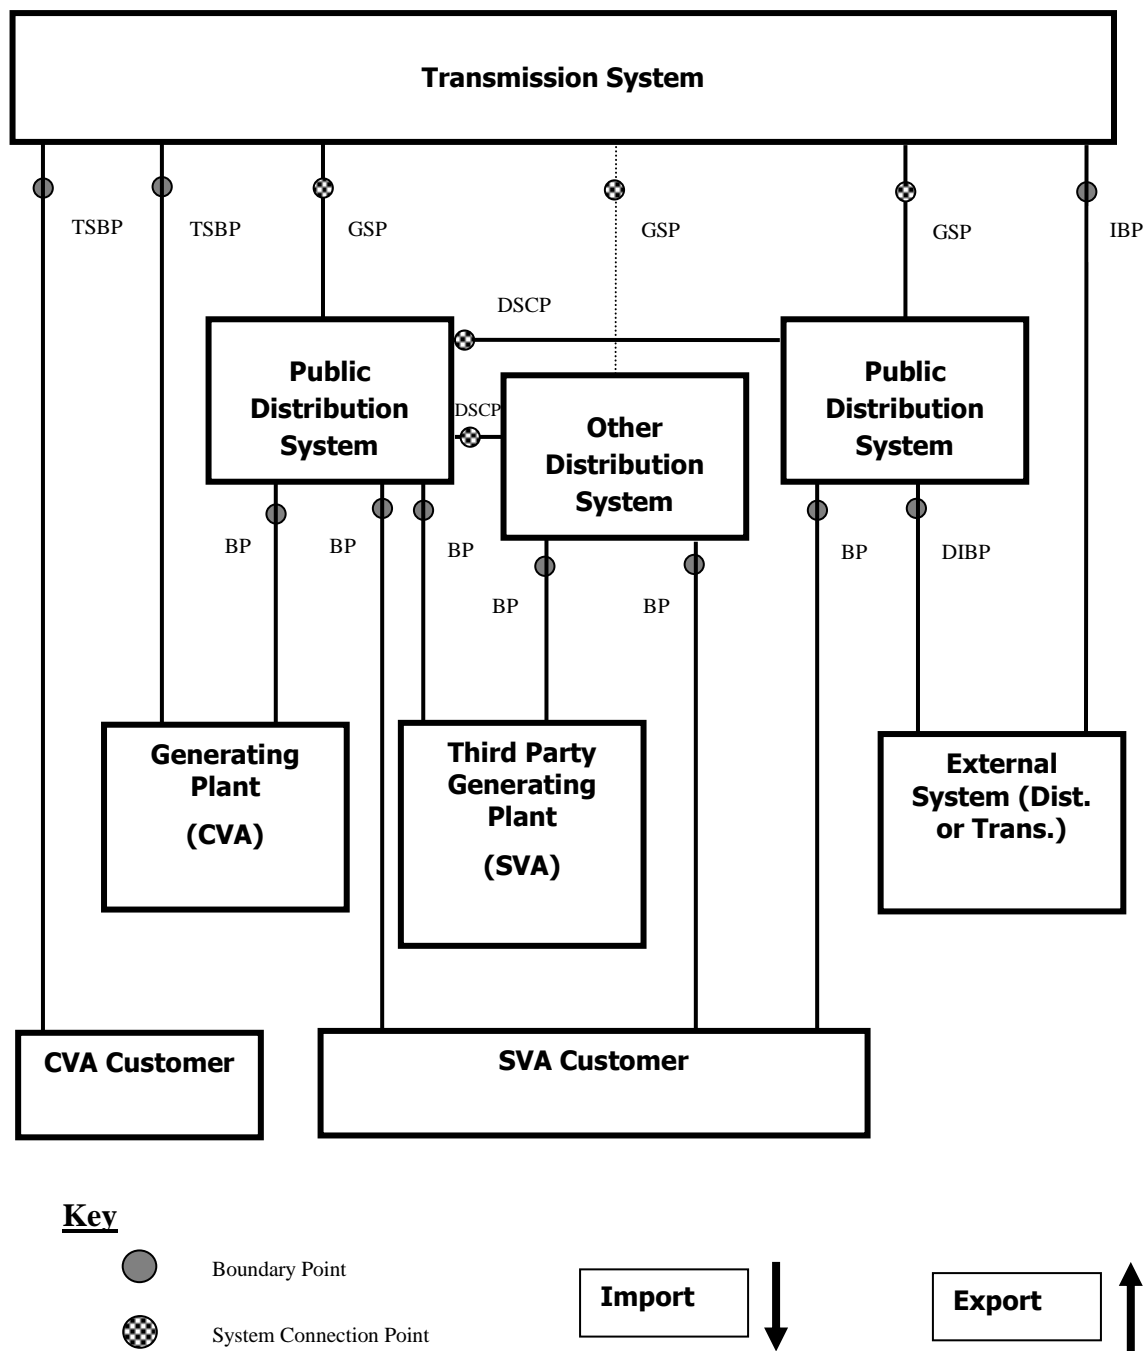 Transmission System
TSBP
TSBP
GSP
GSP
GSP
IBP
DSCP
Public
Distribution
System
DSCP
Other
Distribution
System
Public
Distribution
System
BP
BP
BP
BP
BP
BP
DIBP
Generating
Plant
(CVA)
Third Party
Generating
Plant
(SVA)
External
System (Dist.
or Trans.)
CVA Customer
SVA Customer
Key
Boundary Point
System Connection Point
Import
Export